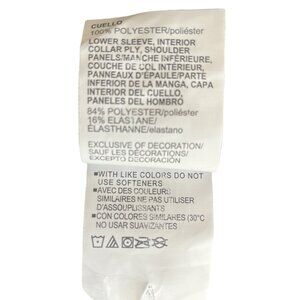 CUELLO
100% POLYESTER/poliéster
LOWER SLEEVE, INTERIOR
COLLAR PLY, SHOULDER
PANELS/MANCHE INFÉRIEURE,
COUCHE DE COL INTÉRIEUR,
PANNEAUX D'ÉPAULE/PARTE
INFERIOR DE LA MANGA, CAPA
INTERIOR DEL CUELLO,
PANELES DEL HOMBRO
84% POLYESTER/poliéster
16% ELASTANE/
ÉLASTHANNE/elastano
EXCLUSIVE OF DECORATION/
SAUF LES DÉCORATIONS/
EXCEPTO DECORACIÓN
■WITH LIKE COLORS DO NOT
USE SOFTENERS
■AVEC DES COULEURS
SIMILAIRES NE PAS UTILISER
D'ASSOUPLISSANTS
■CON COLORES SIMILARES (30°C
NO USAR SUAVIZANTES